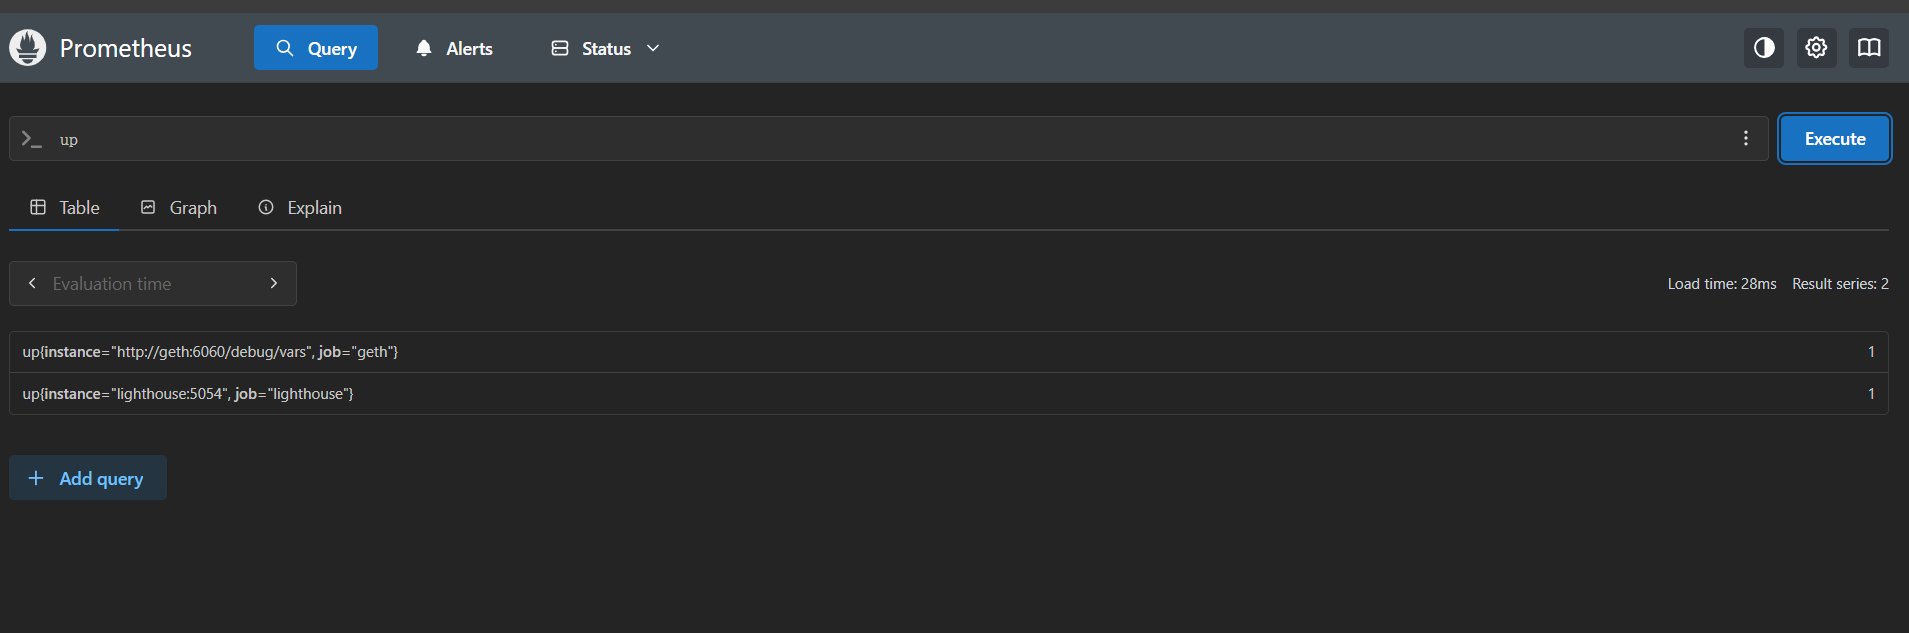 Prometheus Query Alerts Status
up Execute
Table Graph Explain
Evaluation time Load time: 28ms Result series: 2
up{instance="http://geth:6060/debug/vars", job="geth"} 1
up{instance="lighthouse:5054", job="lighthouse"} 1
Add query